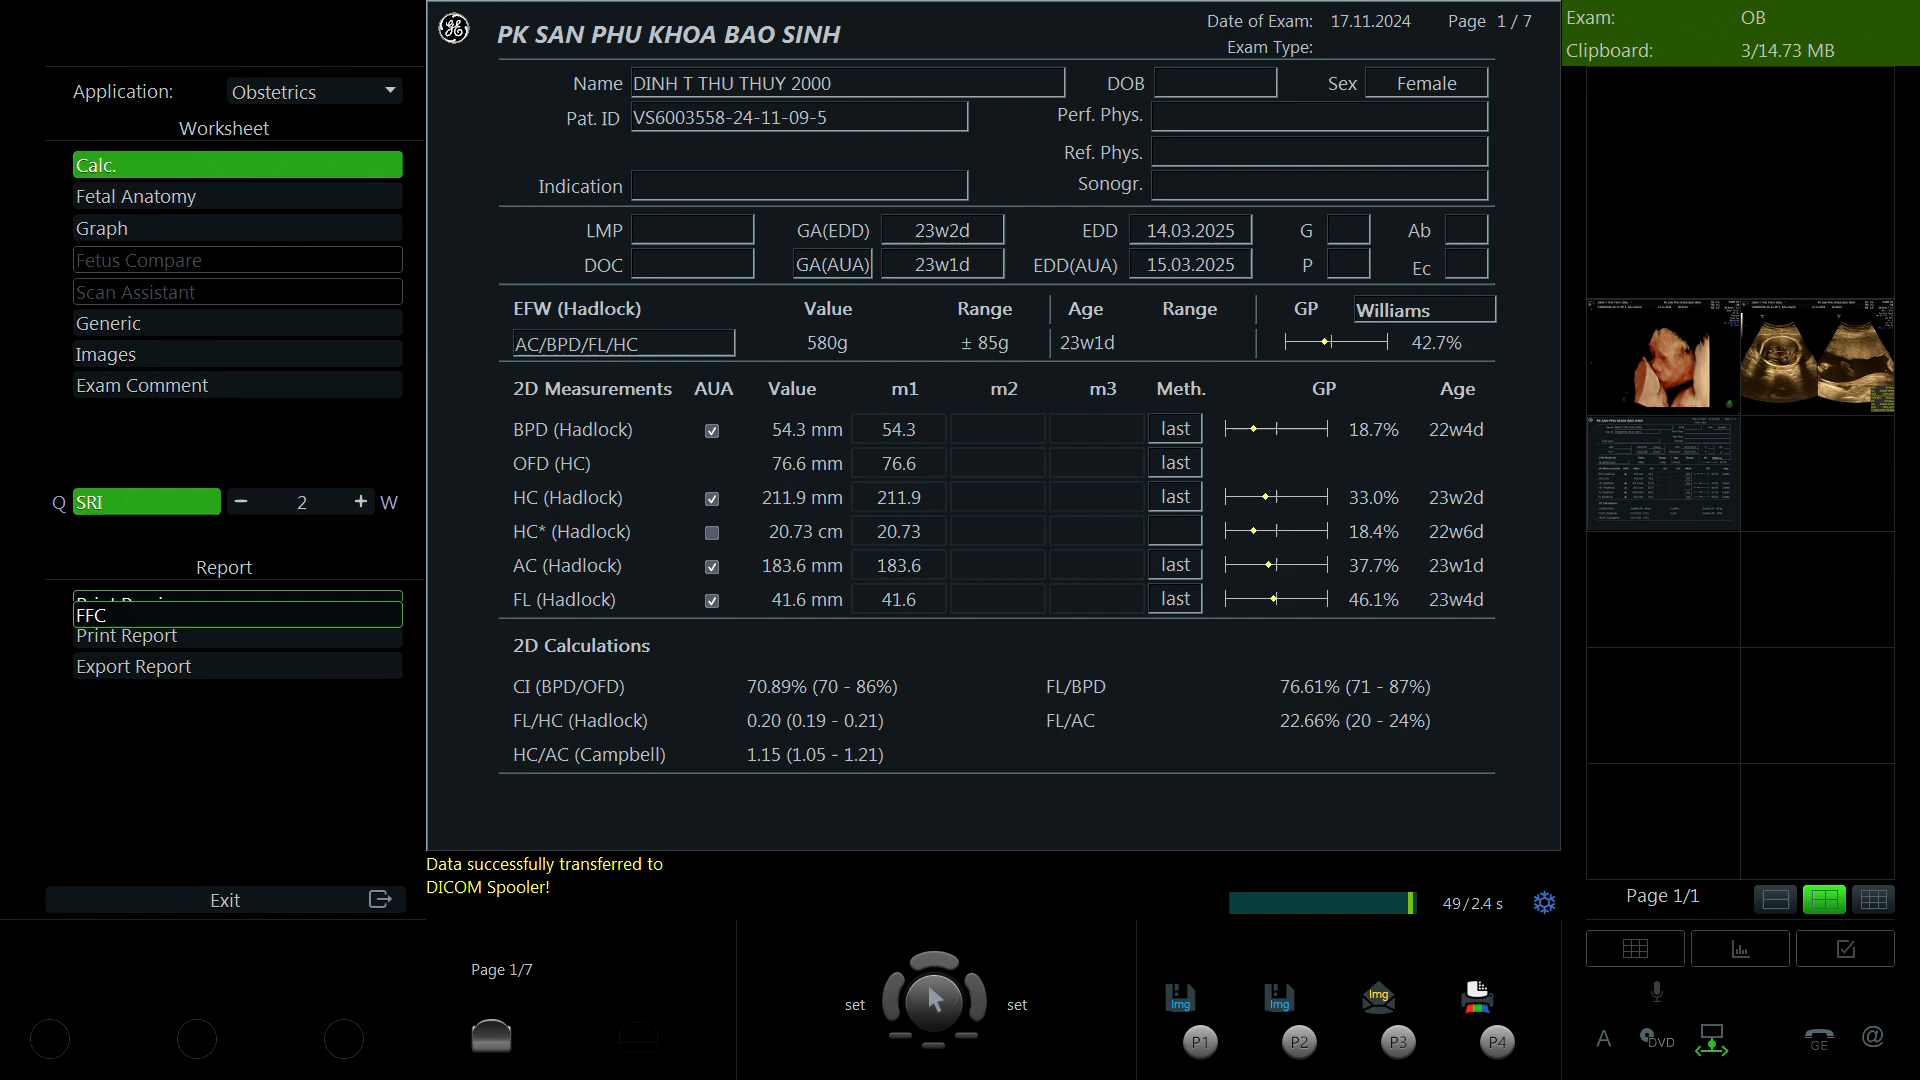 PK SAN PHU KHOA BAO SINH
Date of Exam: 17.11.2024 Page 1 / 7
Exam Type:
Exam: OB
Clipboard: 3/14.73 MB
Application: Obstetrics
Worksheet
Calc.
Fetal Anatomy
Graph
Fetus Compare
Scan Assistant
Generic
Images
Exam Comment
Q SRI − 2 + W
Report
FFC
Print Report
Export Report
Exit
Name DINH T THU THUY 2000 DOB Sex Female
Pat. ID VS6003558-24-11-09-5 Perf. Phys.
Ref. Phys.
Indication Sonogr.
LMP GA(EDD) 23w2d EDD 14.03.2025 G Ab
DOC GA(AUA) 23w1d EDD(AUA) 15.03.2025 P Ec
EFW (Hadlock) Value Range Age Range GP Williams
AC/BPD/FL/HC 580g ± 85g 23w1d 42.7%
2D Measurements AUA Value m1 m2 m3 Meth. GP Age
BPD (Hadlock) 54.3 mm 54.3 last 18.7% 22w4d
OFD (HC) 76.6 mm 76.6 last
HC (Hadlock) 211.9 mm 211.9 last 33.0% 23w2d
HC* (Hadlock) 20.73 cm 20.73 18.4% 22w6d
AC (Hadlock) 183.6 mm 183.6 last 37.7% 23w1d
FL (Hadlock) 41.6 mm 41.6 last 46.1% 23w4d
2D Calculations
CI (BPD/OFD) 70.89% (70 - 86%) FL/BPD 76.61% (71 - 87%)
FL/HC (Hadlock) 0.20 (0.19 - 0.21) FL/AC 22.66% (20 - 24%)
HC/AC (Campbell) 1.15 (1.05 - 1.21)
Data successfully transferred to
DICOM Spooler!
49/2.4 s
Page 1/1
Page 1/7
set set
Img Img Img
P1 P2 P3 P4
A DVD GE @